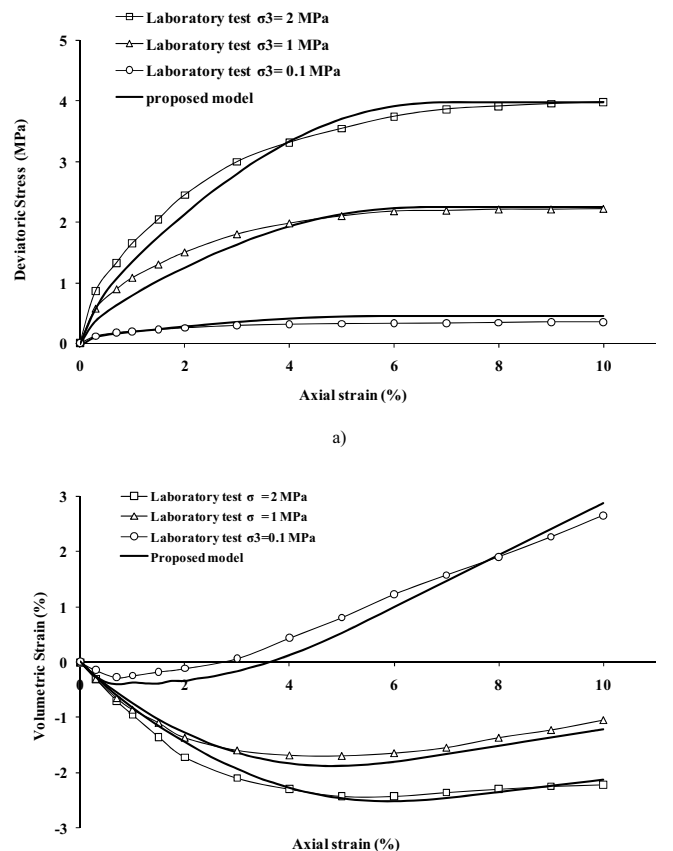 Laboratory test σ3= 2 MPa
Laboratory test σ3= 1 MPa
Laboratory test σ3= 0.1 MPa
proposed model
5
4
3
2
1
0
Deviatoric Stress (MPa)
0 2 4 6 8 10
Axial strain (%)
a)
Laboratory test σ =2 MPa
Laboratory test σ =1 MPa
Laboratory test σ3=0.1 MPa
Proposed model
3
2
1
0
-1
-2
-3
Volumetric Strain (%)
0 2 4 6 8 10
Axial strain (%)